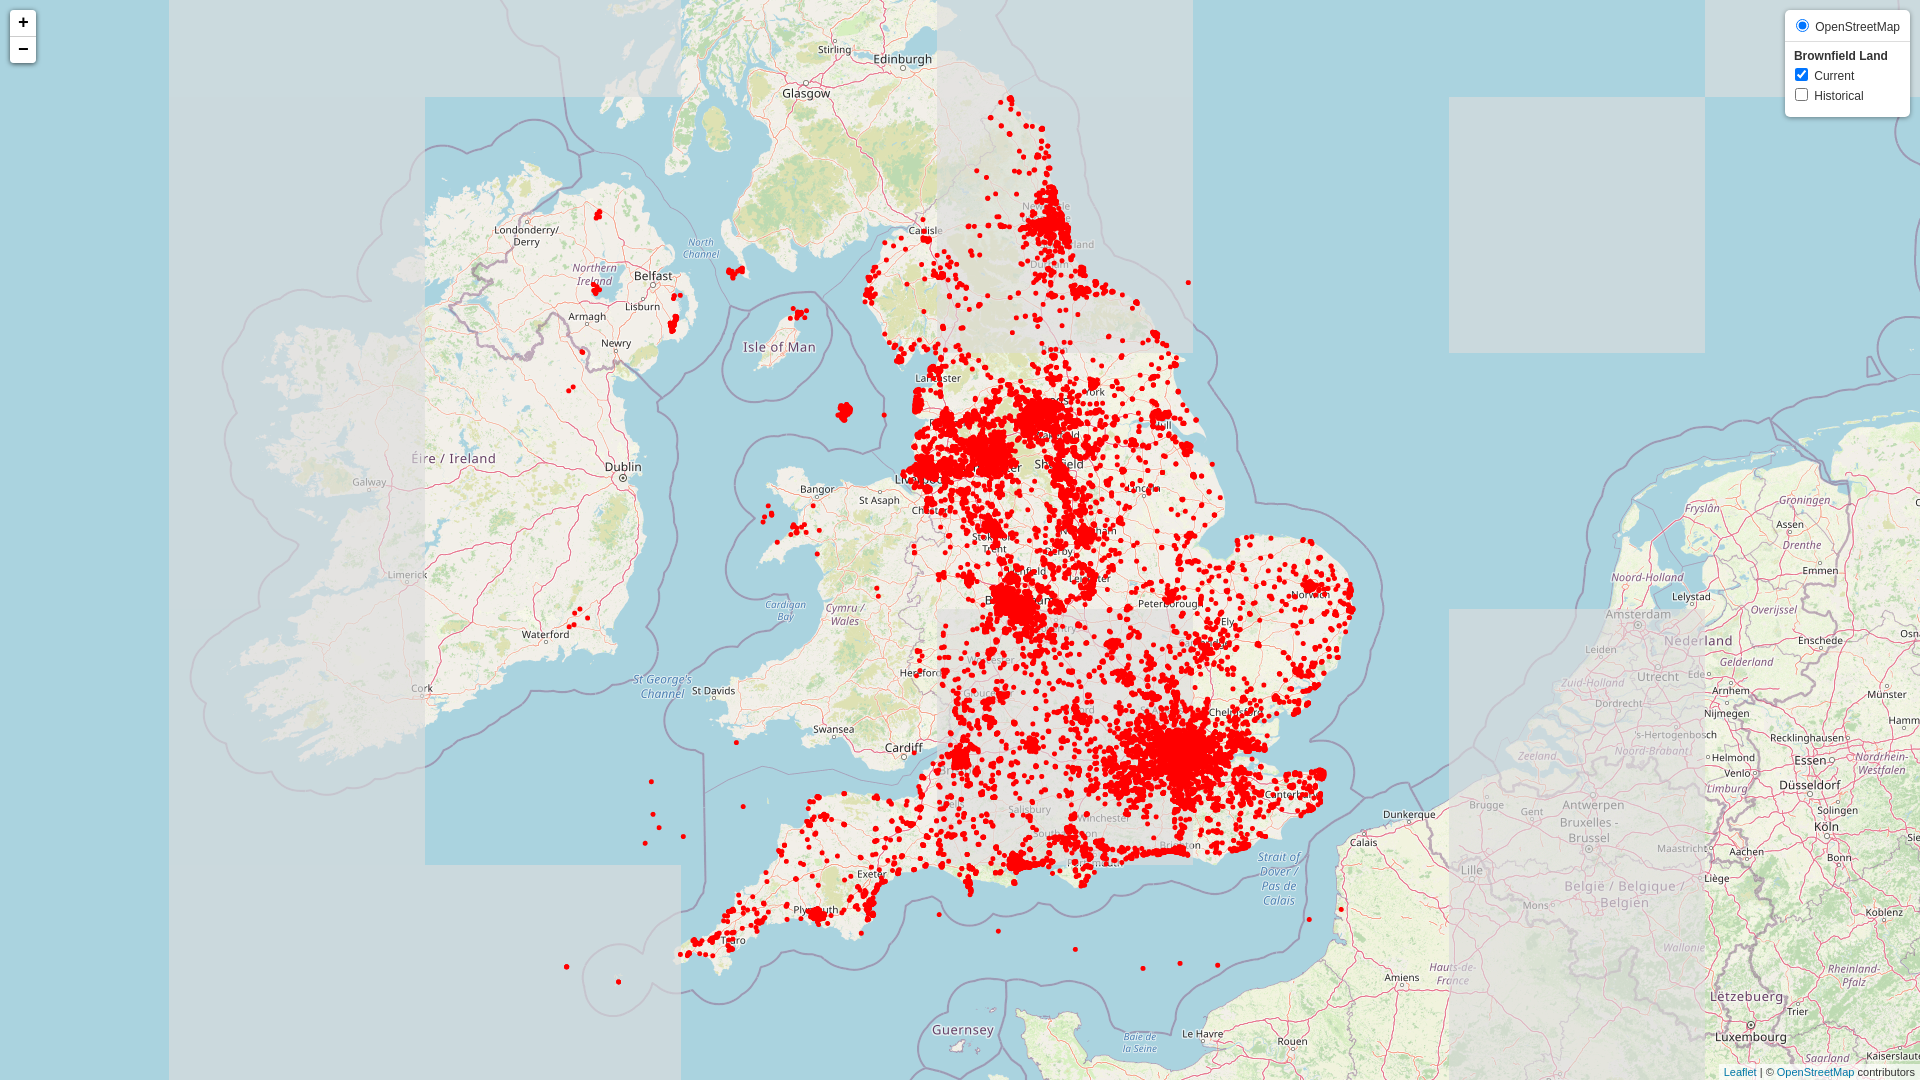 +
−
OpenStreetMap
Brownfield Land
Current
Historical
Stirling
Edinburgh
Glasgow
Londonderry/
Derry
North
Channel
Carlisle
Northern
Ireland
Belfast
Lisburn
Armagh
Newry
Isle of Man
Lancaster
York
Éire / Ireland
Dublin
Galway
Bangor
St Asaph
Lincoln
Limerick
Cardigan
Bay
Cymru /
Wales
Derby
Peterborough
Norwich
Ely
Waterford
Worcester
Hereford
St George's
Channel
St Davids
Cork
Chelmsford
Swansea
Cardiff
Canterbury
Salisbury
Winchester
Southampton
Portsmouth
Brighton
Exeter
Plymouth
Truro
Strait of
Dover /
Pas de
Calais
Dunkerque
Calais
Guernsey
Baie de
la Seine
Le Havre
Rouen
Amiens
Hauts-de-
France
Groningen
Fryslân
Assen
Drenthe
Emmen
Noord-Holland
Lelystad
Amsterdam
Overijssel
Enschede
Nederland
Leiden
Gelderland
Utrecht
Ede
Zuid-Holland
Arnhem
Münster
Dordrecht
Nijmegen
's-Hertogenbosch
Recklinghausen
Zeeland
Noord-Brabant
Helmond
Essen
Nordrhein-
Westfalen
Venlo
Limburg
Düsseldorf
Brugge
Gent
Antwerpen
Solingen
Bruxelles -
Brussel
Köln
Maastricht
Aachen
Bonn
Lille
Liège
België / Belgique /
Belgien
Mons
Koblenz
Wallonie
Rheinland-
Pfalz
Lëtzebuerg
Trier
Luxembourg
Saarland
Leaflet | © OpenStreetMap contributors